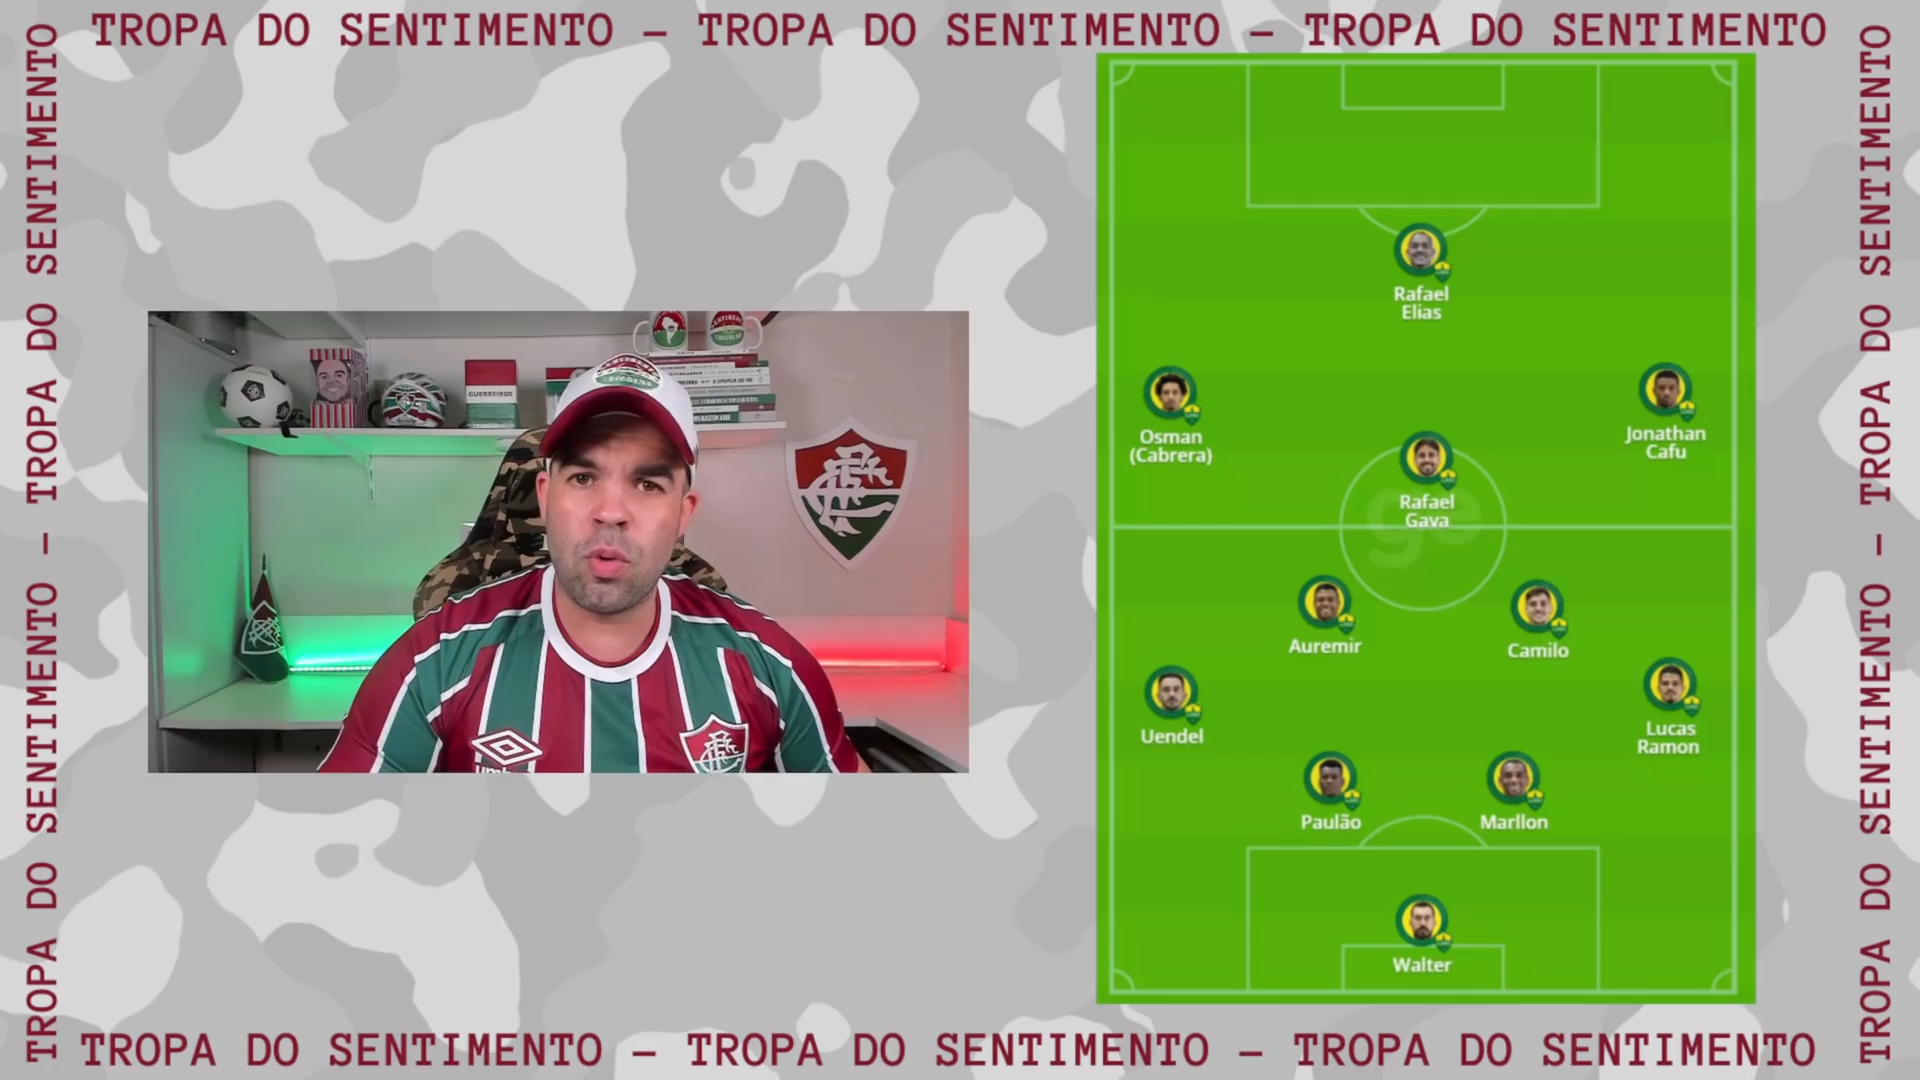 TROPA DO SENTIMENTO – TROPA DO SENTIMENTO – TROPA DO SENTIMENTO
TROPA DO SENTIMENTO – TROPA DO SENTIMENTO
TROPA DO SENTIMENTO – TROPA DO SENTIMENTO
GUERREIROS
Rafael
Elias
Osman
(Cabrera)
Jonathan
Cafu
Rafael
Gava
ge
Auremir
Camilo
Uendel
Lucas
Ramon
Paulão
Marllon
Walter
TROPA DO SENTIMENTO – TROPA DO SENTIMENTO – TROPA DO SENTIMENTO